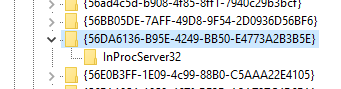 {56BB05DE-7AFF-49D8-9F54-2D0936D56BF6}
{56DA6136-B95E-4249-BB50-E4773A2B3B5E}
InProcServer32
{56E0B3FF-1E09-4c99-88B0-C5AAA22E4105}